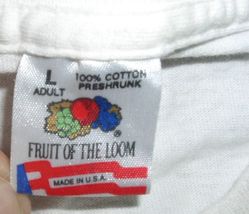 L
ADULT
100% COTTON
PRESHRUNK
®
FRUIT OF THE LOOM
MADE IN U.S.A.